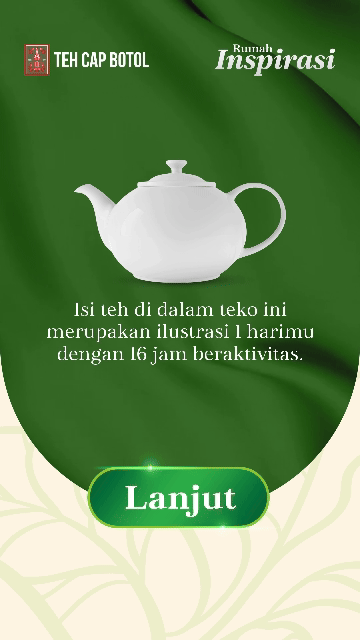 TEH CAP BOTOL
Rumah
Inspirasi
Isi teh di dalam teko ini
merupakan ilustrasi 1 harimu
dengan 16 jam beraktivitas.
Lanjut